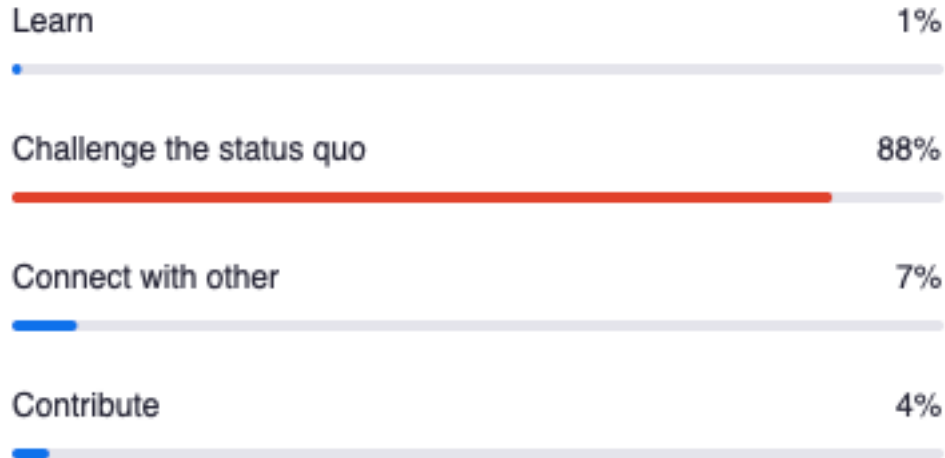 Learn 1%
Challenge the status quo 88%
Connect with other 7%
Contribute 4%